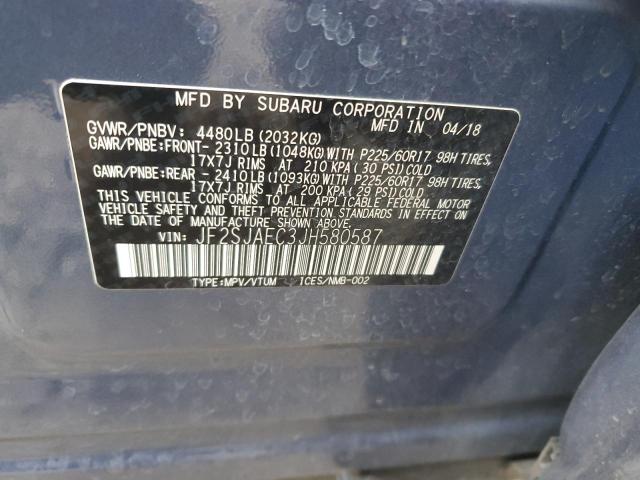 MFD BY SUBARU CORPORATION
MFD IN 04/18
GVWR/PNBV: 4480LB(2032KG)
GAWR/PNBE:FRONT- 2310LB(1048KG)WITH P225/60R17 98H TIRES,
17X7J RIMS AT 210 KPA(30 PSI)COLD
GAWR/PNBE:REAR - 2410LB(1093KG)WITH P225/60R17 98H TIRES,
17X7J RIMS AT 200 KPA(29 PSI)COLD
THIS VEHICLE CONFORMS TO ALL APPLICABLE FEDERAL MOTOR
VEHICLE SAFETY AND THEFT PREVENTION STANDARDS IN EFFECT ON
THE DATE OF MANUFACTURE SHOWN ABOVE.
VIN: JF2SJAEC3JH580587
TYPE:MPV/VTUM ICES/NMB-002